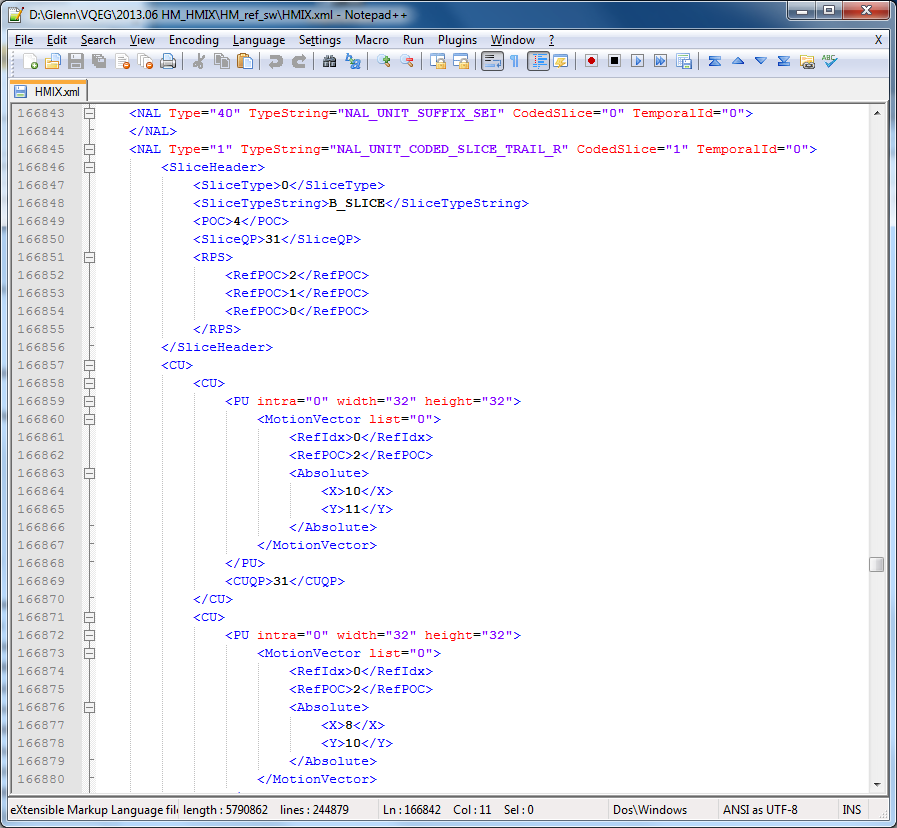 D:\Glenn\VQEG\2013.06 HM_HMIX\HM_ref_sw\HMIX.xml - Notepad++
File Edit Search View Encoding Language Settings Macro Run Plugins Window ? X
HMIX.xml
166843 <NAL Type="40" TypeString="NAL_UNIT_SUFFIX_SEI" CodedSlice="0" TemporalId="0">
166844 </NAL>
166845 <NAL Type="1" TypeString="NAL_UNIT_CODED_SLICE_TRAIL_R" CodedSlice="1" TemporalId="0">
166846 <SliceHeader>
166847 <SliceType>0</SliceType>
166848 <SliceTypeString>B_SLICE</SliceTypeString>
166849 <POC>4</POC>
166850 <SliceQP>31</SliceQP>
166851 <RPS>
166852 <RefPOC>2</RefPOC>
166853 <RefPOC>1</RefPOC>
166854 <RefPOC>0</RefPOC>
166855 </RPS>
166856 </SliceHeader>
166857 <CU>
166858 <CU>
166859 <PU intra="0" width="32" height="32">
166860 <MotionVector list="0">
166861 <RefIdx>0</RefIdx>
166862 <RefPOC>2</RefPOC>
166863 <Absolute>
166864 <X>10</X>
166865 <Y>11</Y>
166866 </Absolute>
166867 </MotionVector>
166868 </PU>
166869 <CUQP>31</CUQP>
166870 </CU>
166871 <CU>
166872 <PU intra="0" width="32" height="32">
166873 <MotionVector list="0">
166874 <RefIdx>0</RefIdx>
166875 <RefPOC>2</RefPOC>
166876 <Absolute>
166877 <X>8</X>
166878 <Y>10</Y>
166879 </Absolute>
166880 </MotionVector>
eXtensible Markup Language file length : 5790862 lines : 244879 Ln : 166842 Col : 11 Sel : 0 Dos\Windows ANSI as UTF-8 INS